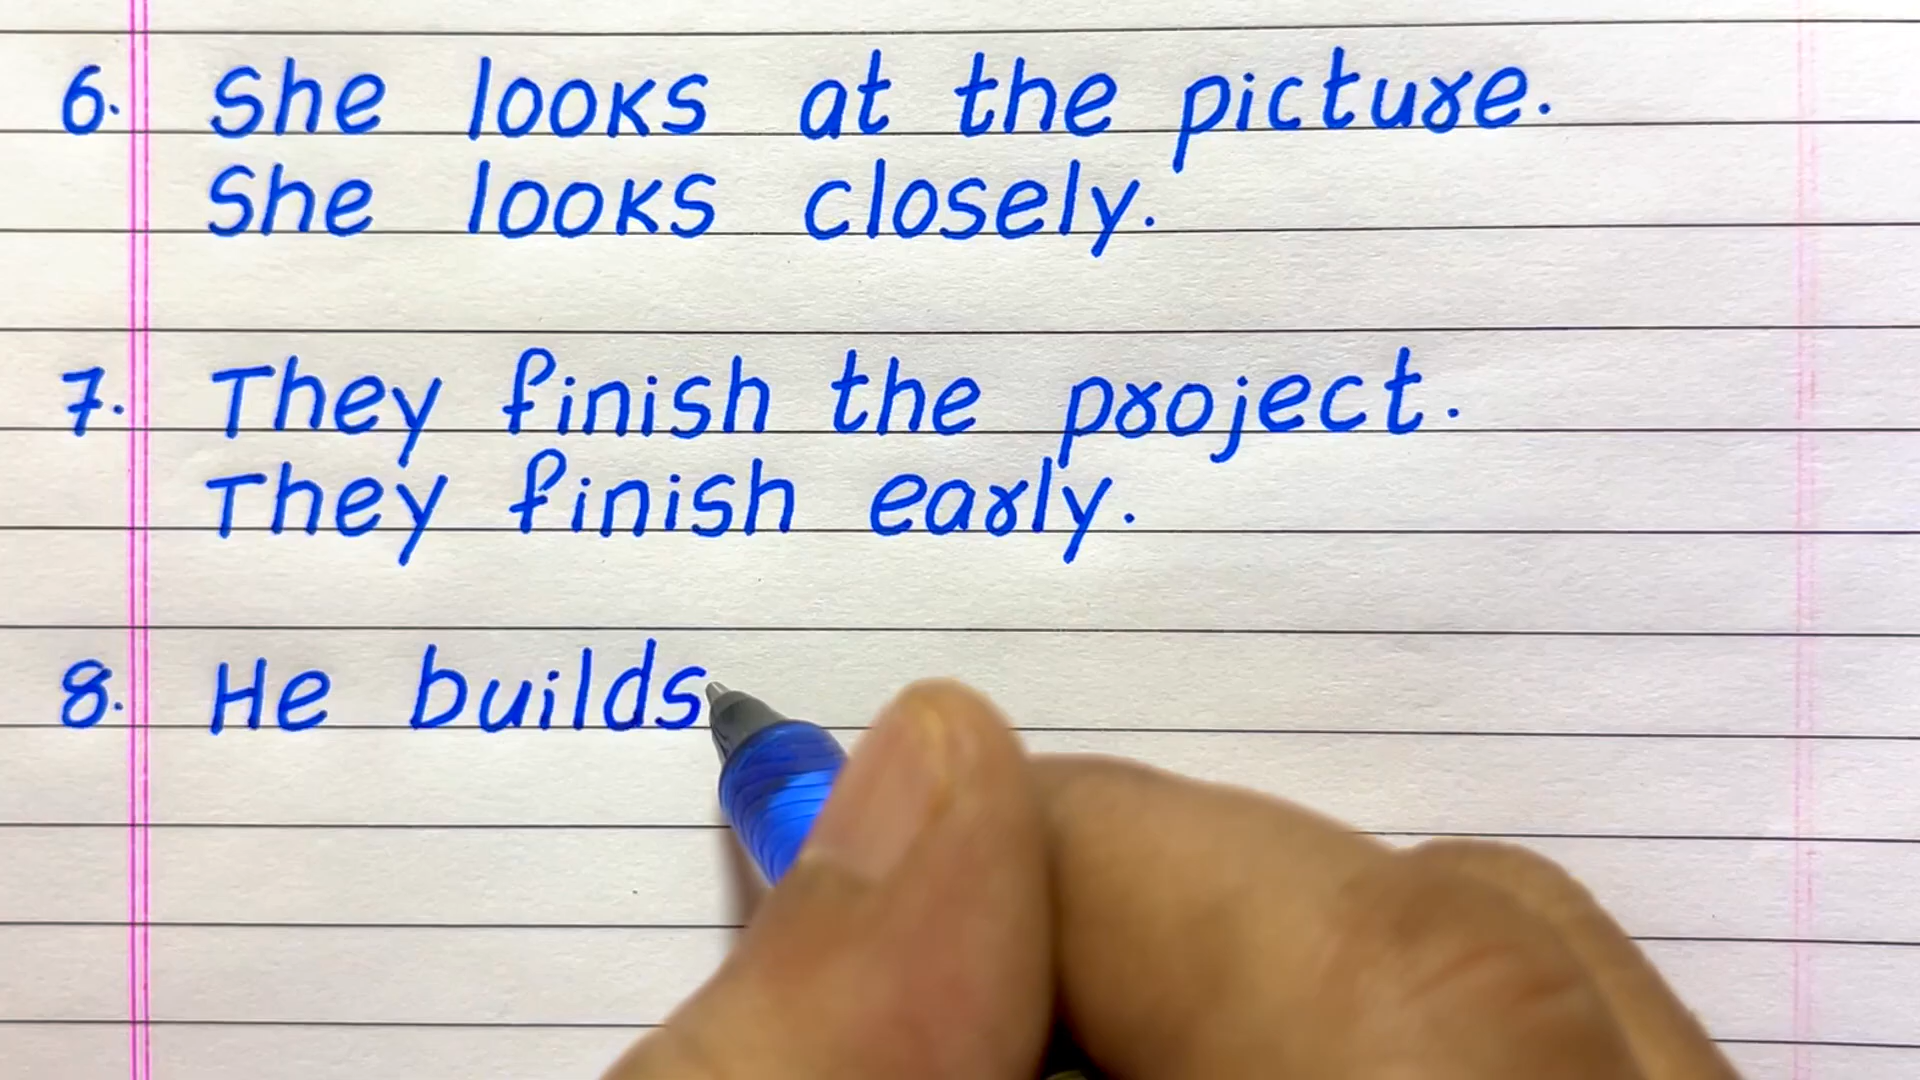 6. She looks at the picture.
She looks closely.
7. They finish the project.
They finish early.
8. He builds